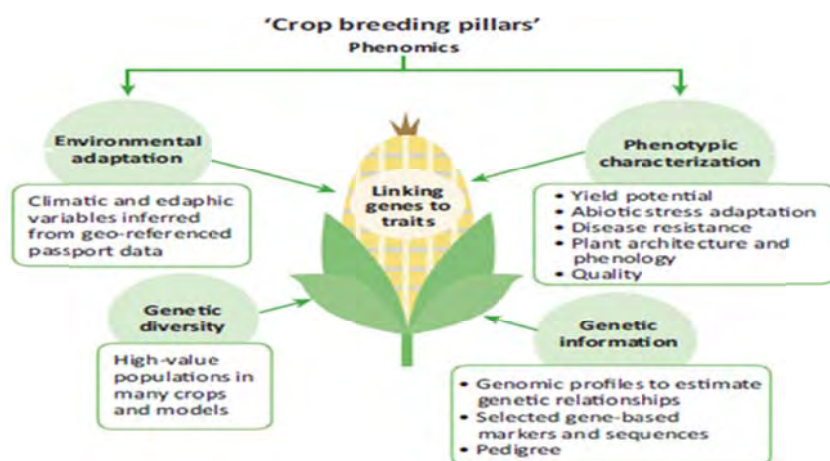 'Crop breeding pillars'
Phenomics
Environmental
adaptation
Climatic and edaphic
variables inferred
from geo-referenced
passport data
Linking
genes to
traits
Phenotypic
characterization
• Yield potential
• Abiotic stress adaptation
• Disease resistance
• Plant architecture and
phenology
• Quality
Genetic
diversity
High-value
populations in
many crops
and models
Genetic
information
• Genomic profiles to estimate
genetic relationships
• Selected gene-based
markers and sequences
• Pedigree